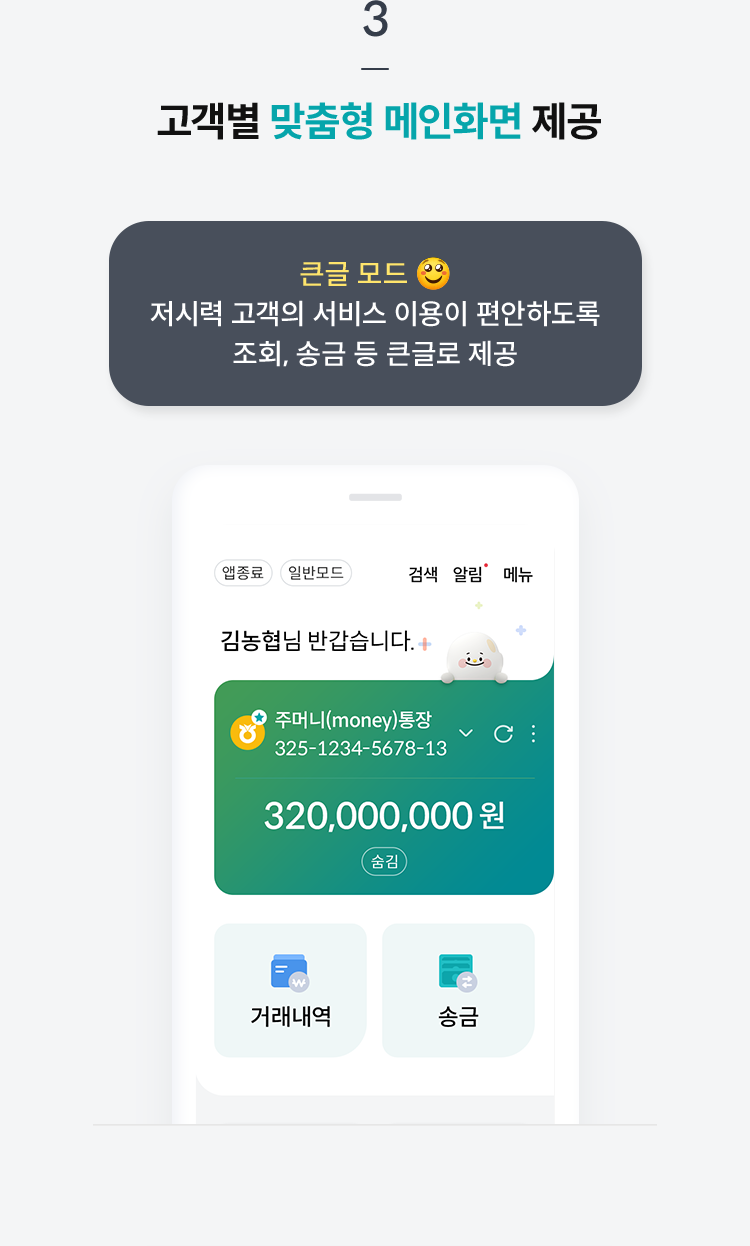 3
고객별 맞춤형 메인화면 제공
큰글 모드
저시력 고객의 서비스 이용이 편안하도록
조회, 송금 등 큰글로 제공
앱종료 일반모드 검색 알림 메뉴
김농협님 반갑습니다.
주머니(money)통장
325-1234-5678-13
320,000,000 원
숨김
거래내역 송금